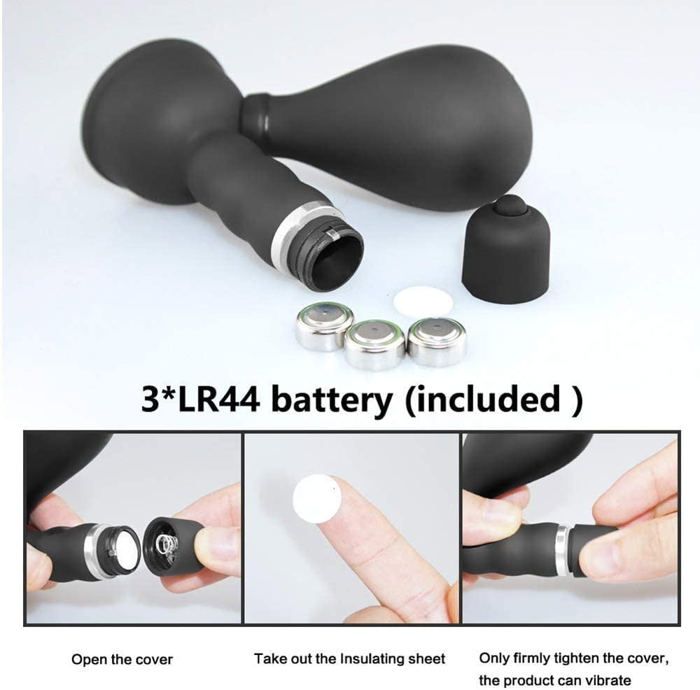 3*LR44 battery (included )
Open the cover
Take out the Insulating sheet
Only firmly tighten the cover,
the product can vibrate